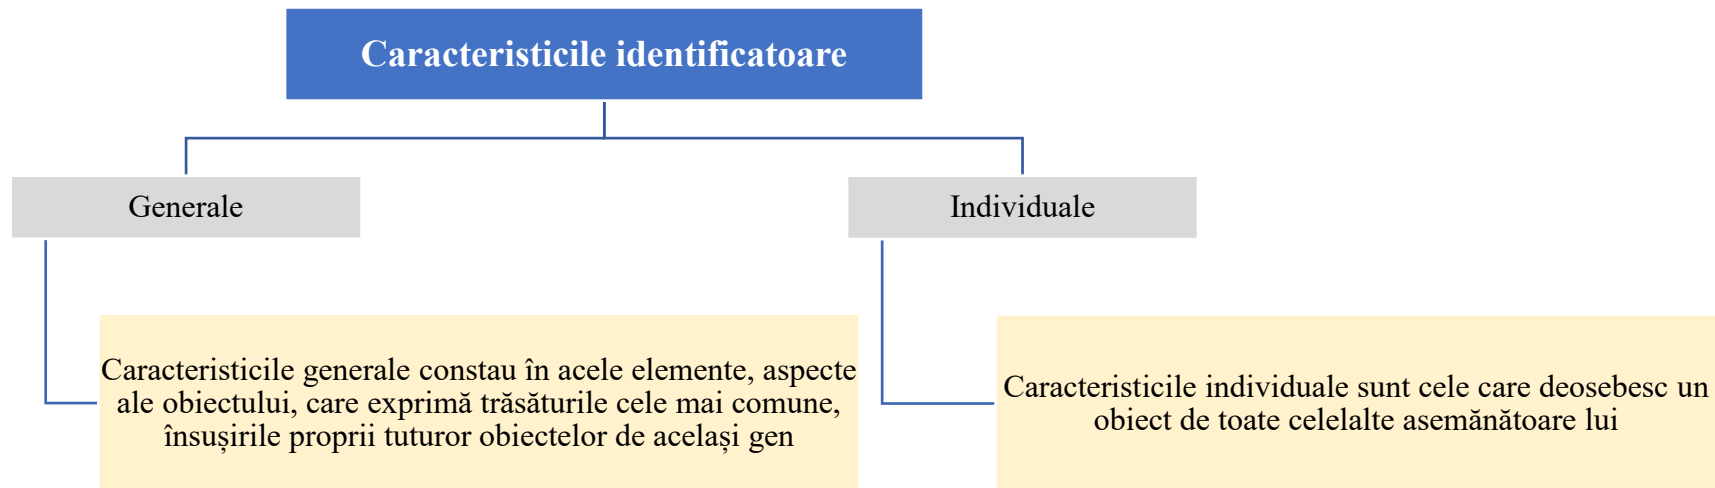 Caracteristicile identificatoare
Generale
Individuale
Caracteristicile generale constau în acele elemente, aspecte
ale obiectului, care exprimă trăsăturile cele mai comune,
însușirile proprii tuturor obiectelor de același gen
Caracteristicile individuale sunt cele care deosebesc un
obiect de toate celelalte asemănătoare lui